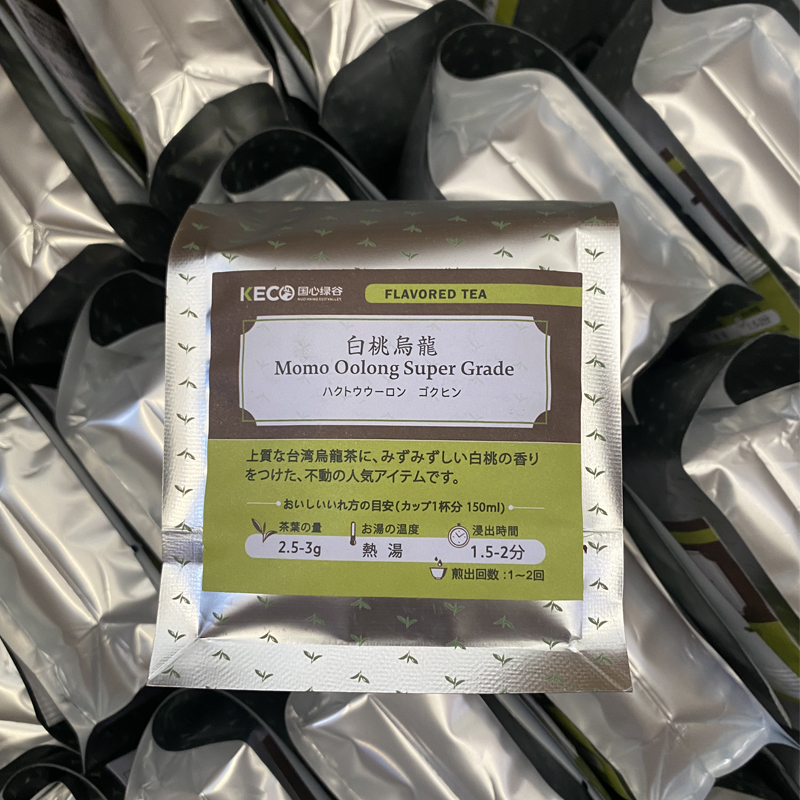 KECO 国心绿谷
FLAVORED TEA
白桃烏龍
Momo Oolong Super Grade
ハクトウウーロン ゴクヒン
上質な台湾烏龍茶に、みずみずしい白桃の香り
をつけた、不動の人気アイテムです。
おいしいいれ方の目安(カップ1杯分 150ml)
茶葉の量 お湯の温度 浸出時間
2.5-3g 熱湯 1.5-2分
煎出回数:1〜2回